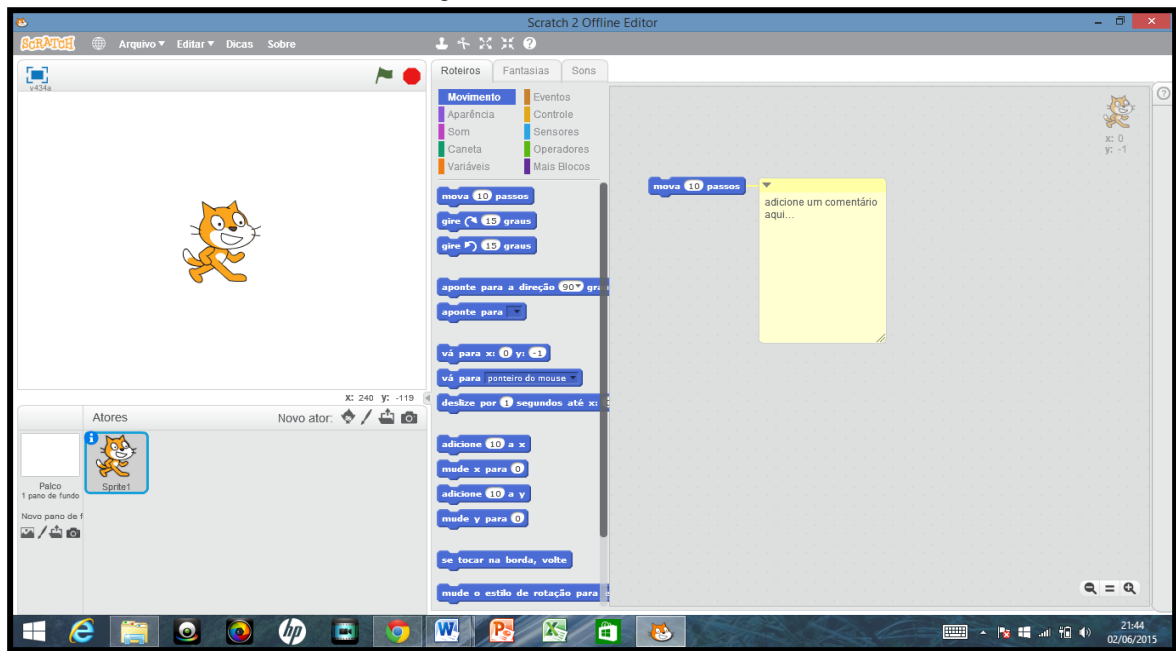 Scratch 2 Offline Editor
SCRATCH Arquivo Editar Dicas Sobre
v434a
x: 240 y: -119
Atores Novo ator:
Palco
1 pano de fundo
Sprite1
Novo pano de f
Roteiros Fantasias Sons
Movimento Eventos
Aparência Controle
Som Sensores
Caneta Operadores
Variáveis Mais Blocos
mova 10 passos
gire 15 graus
gire 15 graus
aponte para a direção 90 gra
aponte para
vá para x: 0 y: -1
vá para ponteiro do mouse
deslize por 1 segundos até x:
adicione 10 a x
mude x para 0
adicione 10 a y
mude y para 0
se tocar na borda, volte
mude o estilo de rotação para
mova 10 passos
adicione um comentário
aqui...
x: 0
y: -1
21:44
02/06/2015